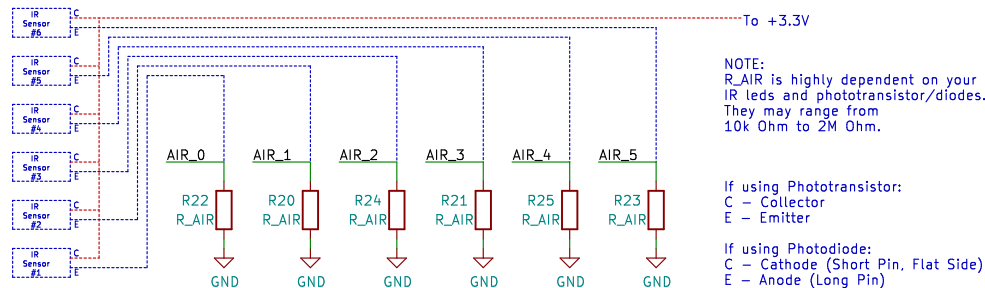 IR
Sensor
#6
C
E
IR
Sensor
#5
C
E
IR
Sensor
#4
C
E
IR
Sensor
#3
C
E
IR
Sensor
#2
C
E
IR
Sensor
#1
C
E
To +3.3V
NOTE:
R_AIR is highly dependent on your
IR leds and phototransistor/diodes.
They may range from
10k Ohm to 2M Ohm.
AIR_0
AIR_1
AIR_2
AIR_3
AIR_4
AIR_5
R22
R_AIR
R20
R_AIR
R24
R_AIR
R21
R_AIR
R25
R_AIR
R23
R_AIR
GND
GND
GND
GND
GND
GND
If using Phototransistor:
C – Collector
E – Emitter
If using Photodiode:
C – Cathode (Short Pin, Flat Side)
E – Anode (Long Pin)